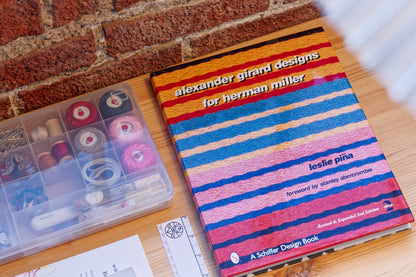 alexander girard designs
for herman miller
leslie piña
foreword by stanley abercrombie
Revised & Expanded 2nd Edition
A Schiffer Design Book